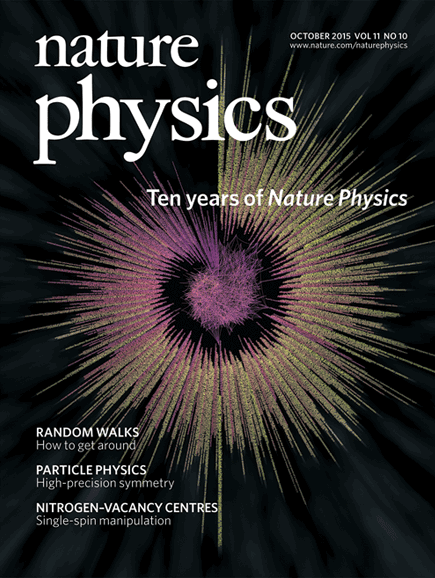 OCTOBER 2015 VOL 11 NO 10
www.nature.com/naturephysics
nature
physics
Ten years of Nature Physics
RANDOM WALKS
How to get around
PARTICLE PHYSICS
High-precision symmetry
NITROGEN–VACANCY CENTRES
Single-spin manipulation